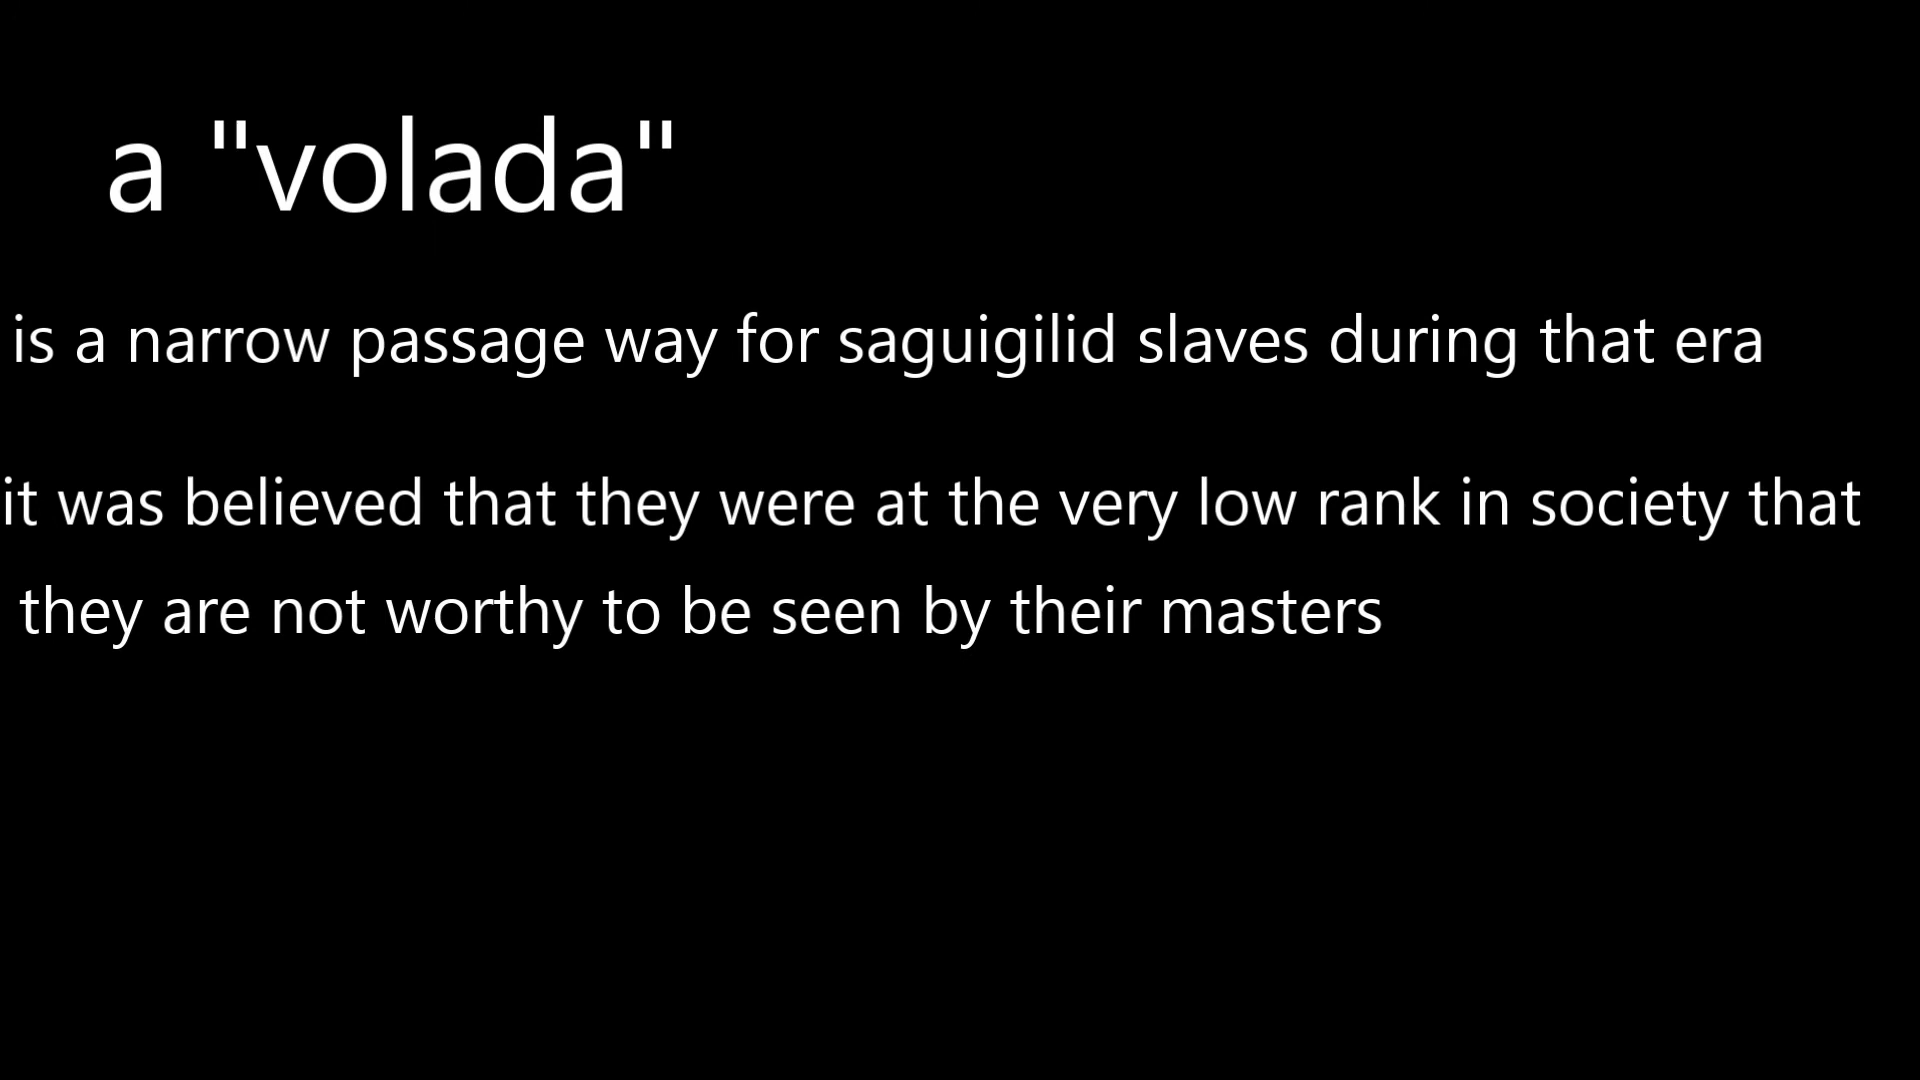 a "volada"
is a narrow passage way for saguigilid slaves during that era
it was believed that they were at the very low rank in society that
they are not worthy to be seen by their masters